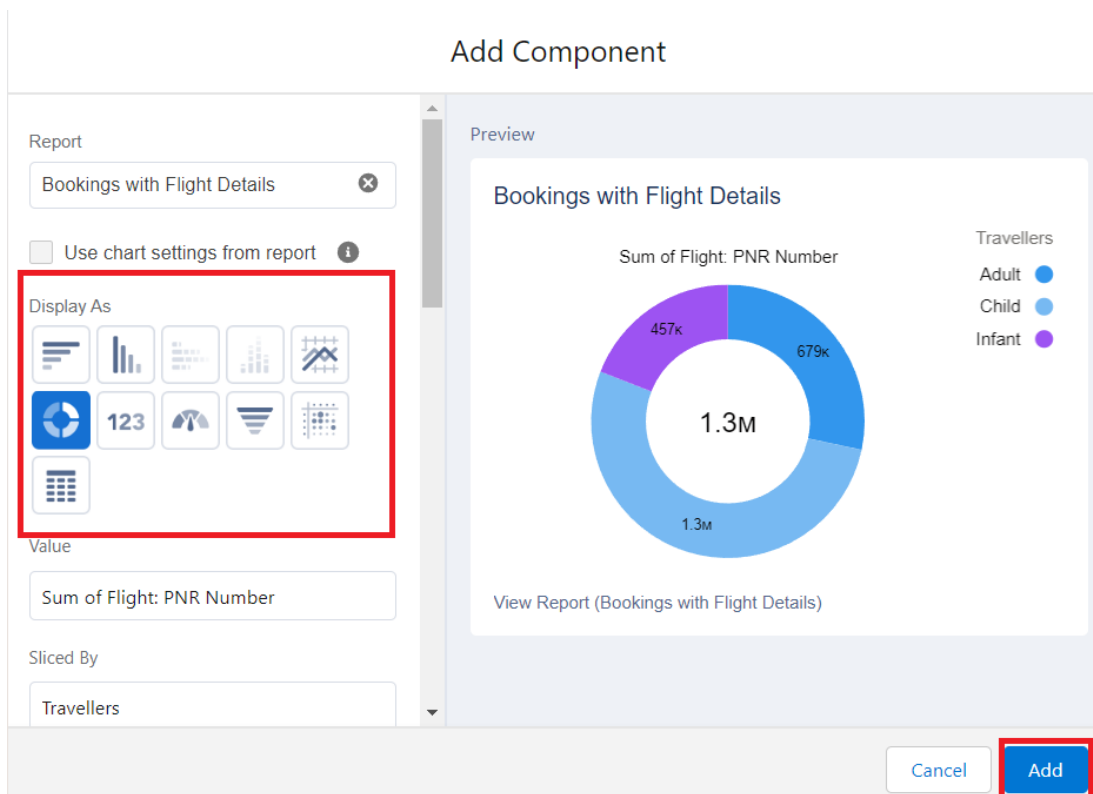 Add Component
Report
Bookings with Flight Details
Use chart settings from report
Display As
123
Value
Sum of Flight: PNR Number
Sliced By
Travellers
Preview
Bookings with Flight Details
Sum of Flight: PNR Number
Travellers
Adult
Child
Infant
457K
679K
1.3M
1.3M
View Report (Bookings with Flight Details)
Cancel
Add